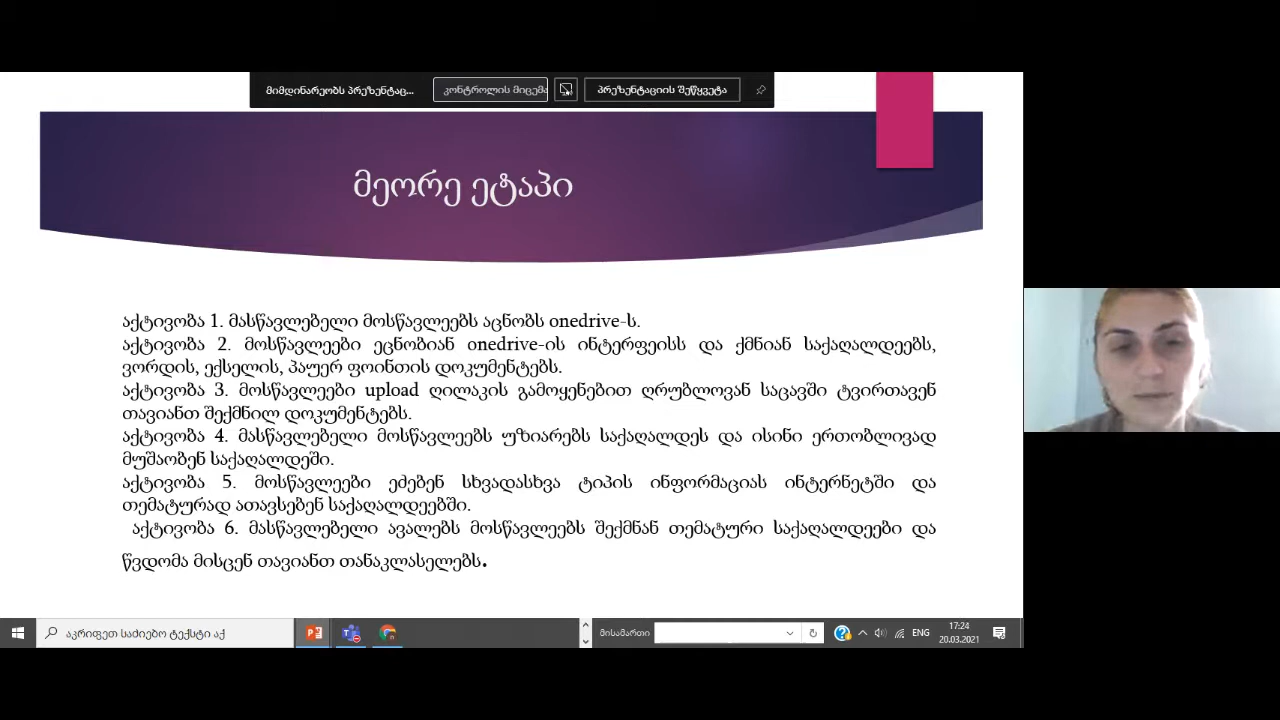 მიმდინარეობს პრეზენტაც...
კონტროლის მიცემა
პრეზენტაციის შეწყვეტა
მეორე ეტაპი
აქტივობა 1. მასწავლებელი მოსწავლეებს აცნობს onedrive-ს.
აქტივობა 2. მოსწავლეები ეცნობიან onedrive-ის ინტერფეისს და ქმნიან საქაღალდეებს,
ვორდის, ექსელის, პაუერ ფოინთის დოკუმენტებს.
აქტივობა 3. მოსწავლეები upload ღილაკის გამოყენებით ღრუბლოვან საცავში ტვირთავენ
თავიანთ შექმნილ დოკუმენტებს.
აქტივობა 4. მასწავლებელი მოსწავლეებს უზიარებს საქაღალდეს და ისინი ერთობლივად
მუშაობენ საქაღალდეში.
აქტივობა 5. მოსწავლეები ეძებენ სხვადასხვა ტიპის ინფორმაციას ინტერნეტში და
თემატურად ათავსებენ საქაღალდეებში.
აქტივობა 6. მასწავლებელი ავალებს მოსწავლეებს შექმნან თემატური საქაღალდეები და
წვდომა მისცენ თავიანთ თანაკლასელებს.
აკრიფეთ საძიებო ტექსტი აქ
მისამართი
ENG
17:24
20.03.2021